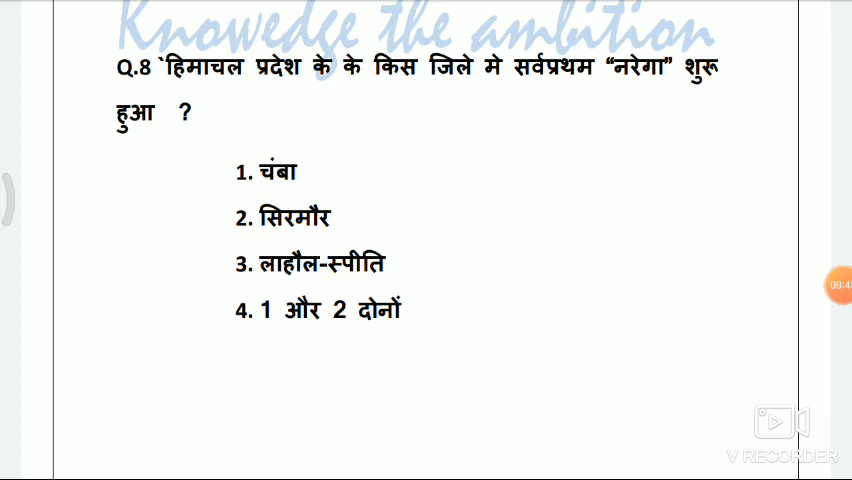 Knowedge the ambition
Q.8 `हिमाचल प्रदेश के के किस जिले मे सर्वप्रथम “नरेगा” शुरू
हुआ ?
1. चंबा
2. सिरमौर
3. लाहौल-स्पीति
4. 1 और 2 दोनों
V RECORDER